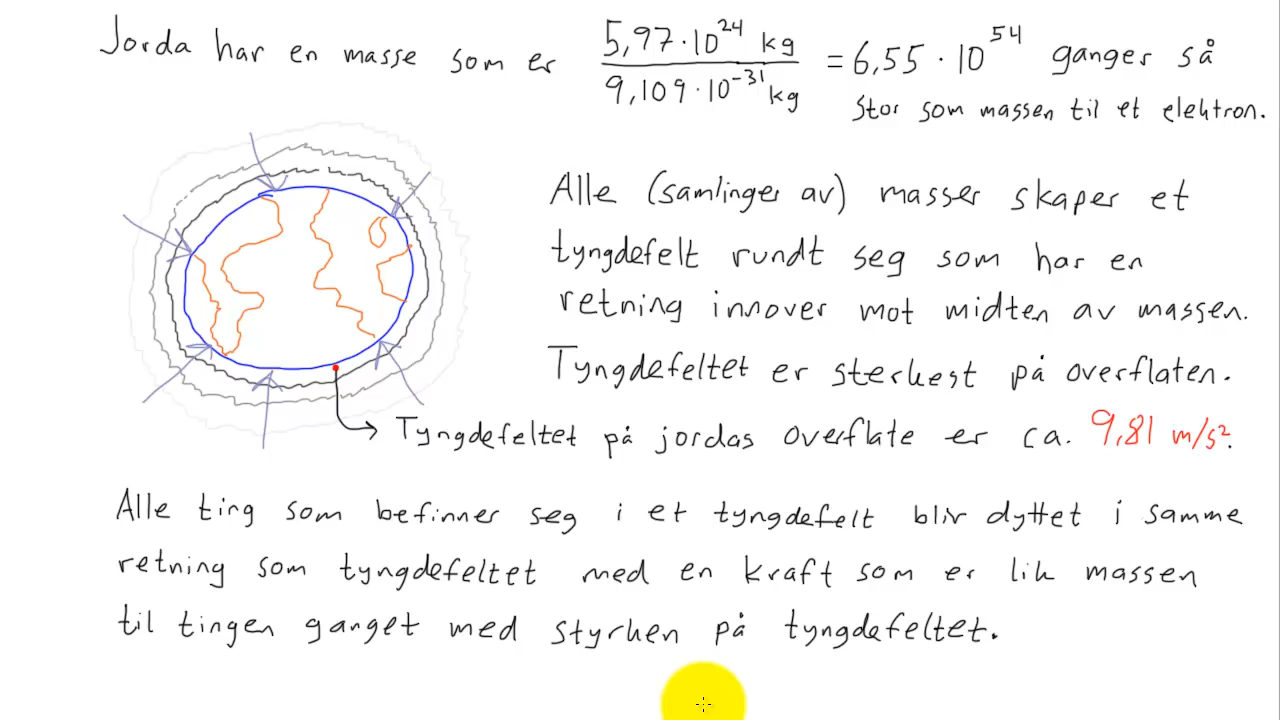 Jorda har en masse som er 5,97·10²⁴ kg / 9,109·10⁻³¹ kg = 6,55·10⁵⁴ ganger så
stor som massen til et elektron.
Alle (samlinger av) masser skaper et
tyngdefelt rundt seg som har en
retning innover mot midten av massen.
Tyngdefeltet er sterkest på overflaten.
Tyngdefeltet på jordas overflate er ca. 9,81 m/s².
Alle ting som befinner seg i et tyngdefelt blir dyttet i samme
retning som tyngdefeltet med en kraft som er lik massen
til tingen ganget med styrken på tyngdefeltet.